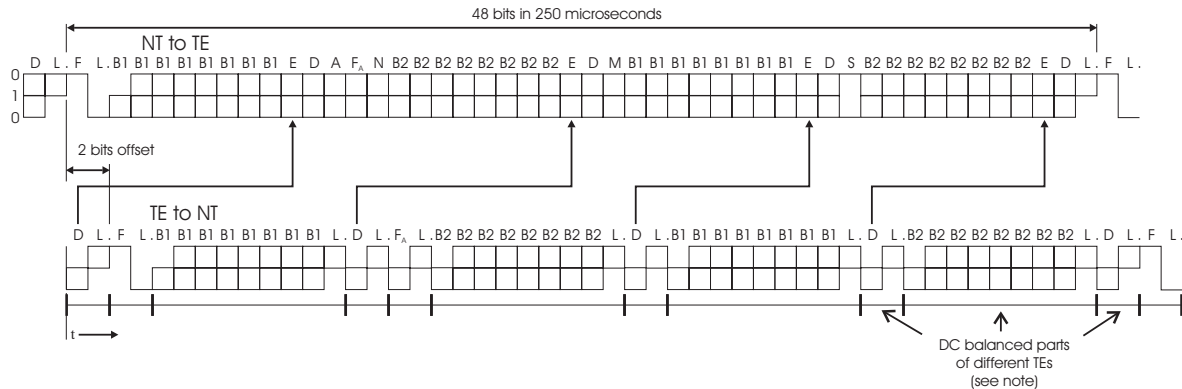 48 bits in 250 microseconds
NT to TE
D L. F L. B1 B1 B1 B1 B1 B1 B1 B1 E D A FA N B2 B2 B2 B2 B2 B2 B2 B2 E D M B1 B1 B1 B1 B1 B1 B1 B1 E D S B2 B2 B2 B2 B2 B2 B2 B2 E D L. F L.
0
1
0
2 bits offset
TE to NT
D L. F L. B1 B1 B1 B1 B1 B1 B1 B1 L. D L. FA L. B2 B2 B2 B2 B2 B2 B2 B2 L. D L. B1 B1 B1 B1 B1 B1 B1 B1 L. D L. B2 B2 B2 B2 B2 B2 B2 B2 L. D L. F L.
t
DC balanced parts
of different TEs
(see note)